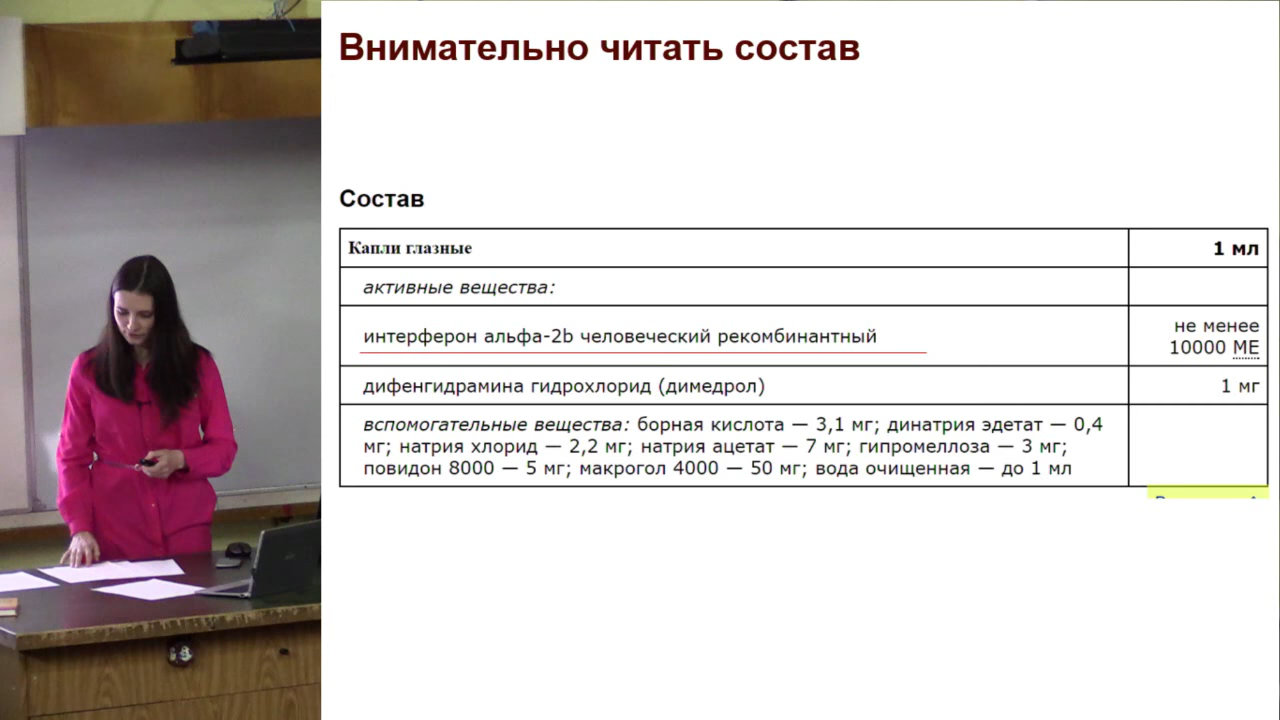 Внимательно читать состав
Состав
Капли глазные
1 мл
активные вещества:
интерферон альфа-2b человеческий рекомбинантный
не менее
10000 МЕ
дифенгидрамина гидрохлорид (димедрол)
1 мг
вспомогательные вещества: борная кислота — 3,1 мг; динатрия эдетат — 0,4
мг; натрия хлорид — 2,2 мг; натрия ацетат — 7 мг; гипромеллоза — 3 мг;
повидон 8000 — 5 мг; макрогол 4000 — 50 мг; вода очищенная — до 1 мл